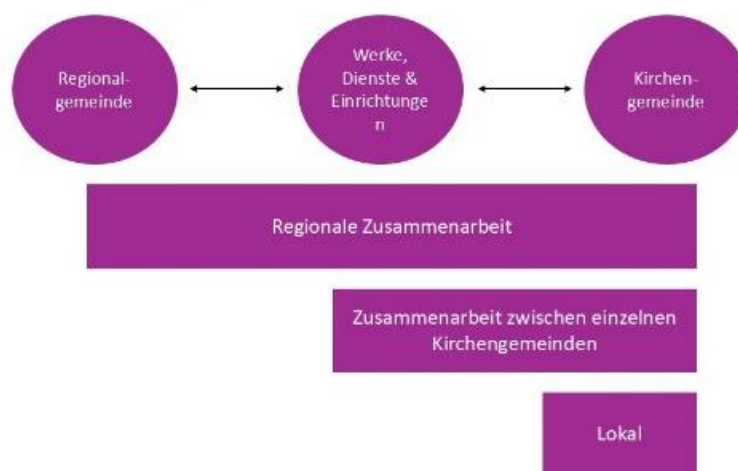 Regional-
gemeinde
Werke,
Dienste &
Einrichtunge
n
Kirchen-
gemeinde
Regionale Zusammenarbeit
Zusammenarbeit zwischen einzelnen
Kirchengemeinden
Lokal